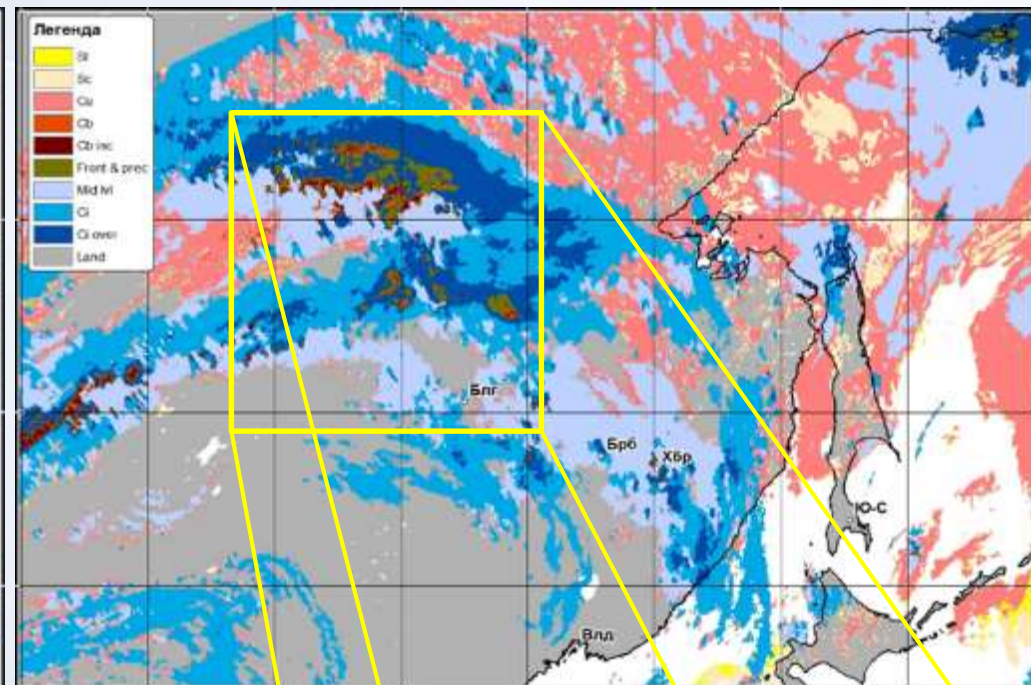 Легенда
St
Sc
Cu
Cb
Cb inc
Front & prec
Mid lvl
Ci
Ci over
Land
Блг
Брб
Хбр
Ю-С
Влд